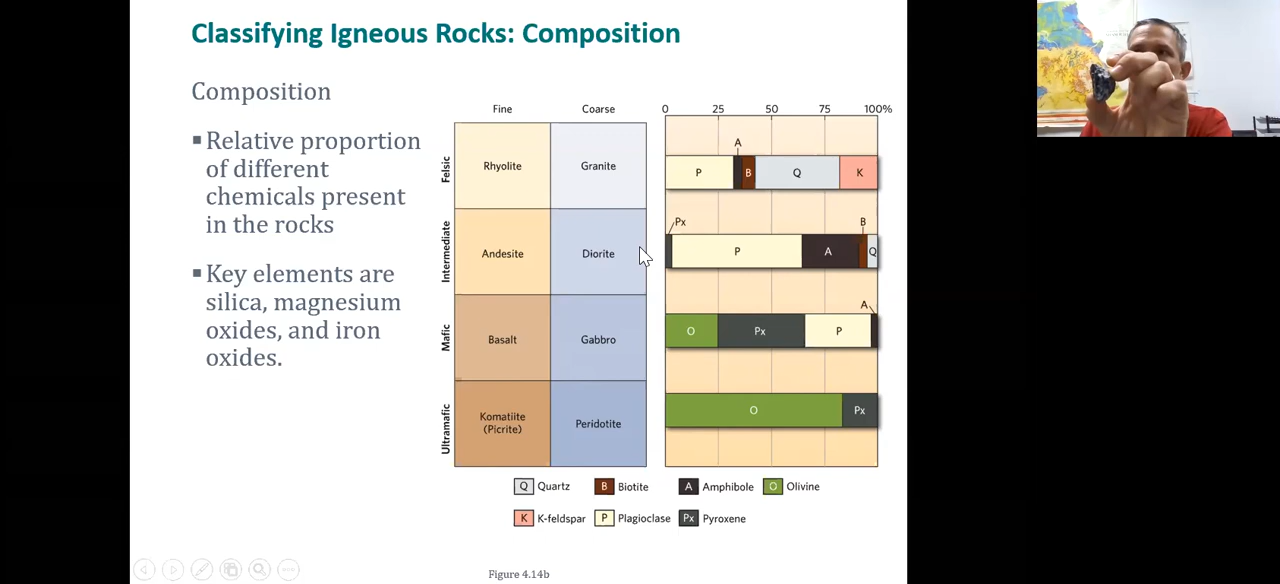 Classifying Igneous Rocks: Composition
Composition
▪Relative proportion
of different
chemicals present
in the rocks
▪Key elements are
silica, magnesium
oxides, and iron
oxides.
Fine Coarse
Felsic
Rhyolite Granite
Intermediate
Andesite Diorite
Mafic
Basalt Gabbro
Ultramafic
Komatiite
(Picrite)
Peridotite
0 25 50 75 100%
A
P B Q K
Px B
P A Q
A
O Px P
O Px
Q Quartz B Biotite A Amphibole O Olivine
K K-feldspar P Plagioclase Px Pyroxene
Figure 4.14b